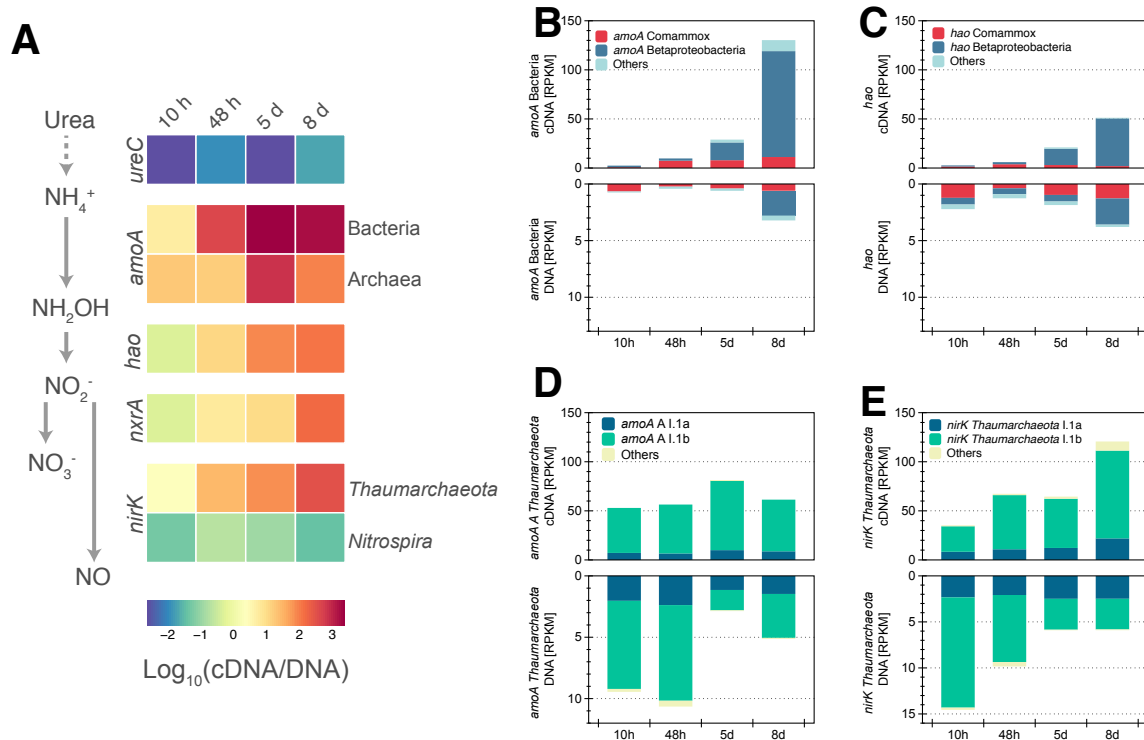 A
10 h 48 h 5 d 8 d
Urea
ureC
NH₄⁺
amoA
Bacteria
Archaea
NH₂OH
hao
NO₂⁻
nxrA
NO₃⁻
nirK
Thaumarchaeota
Nitrospira
NO
−2 −1 0 1 2 3
Log₁₀(cDNA/DNA)
B
amoA Comammox
amoA Betaproteobacteria
Others
amoA Bacteria
cDNA [RPKM]
150
100
50
0
amoA Bacteria
DNA [RPKM]
0
5
10
10h 48h 5d 8d
C
hao Comammox
hao Betaproteobacteria
Others
hao
cDNA [RPKM]
150
100
50
0
hao
DNA [RPKM]
0
5
10
10h 48h 5d 8d
D
amoA A I.1a
amoA A I.1b
Others
amoA A Thaumarchaeota
cDNA [RPKM]
150
100
50
0
amoA Thaumarchaeota
DNA [RPKM]
0
5
10
10h 48h 5d 8d
E
nirK Thaumarchaeota I.1a
nirK Thaumarchaeota I.1b
Others
nirK Thaumarchaeota
cDNA [RPKM]
150
100
50
0
nirK Thaumarchaeota
DNA [RPKM]
0
5
10
15
10h 48h 5d 8d